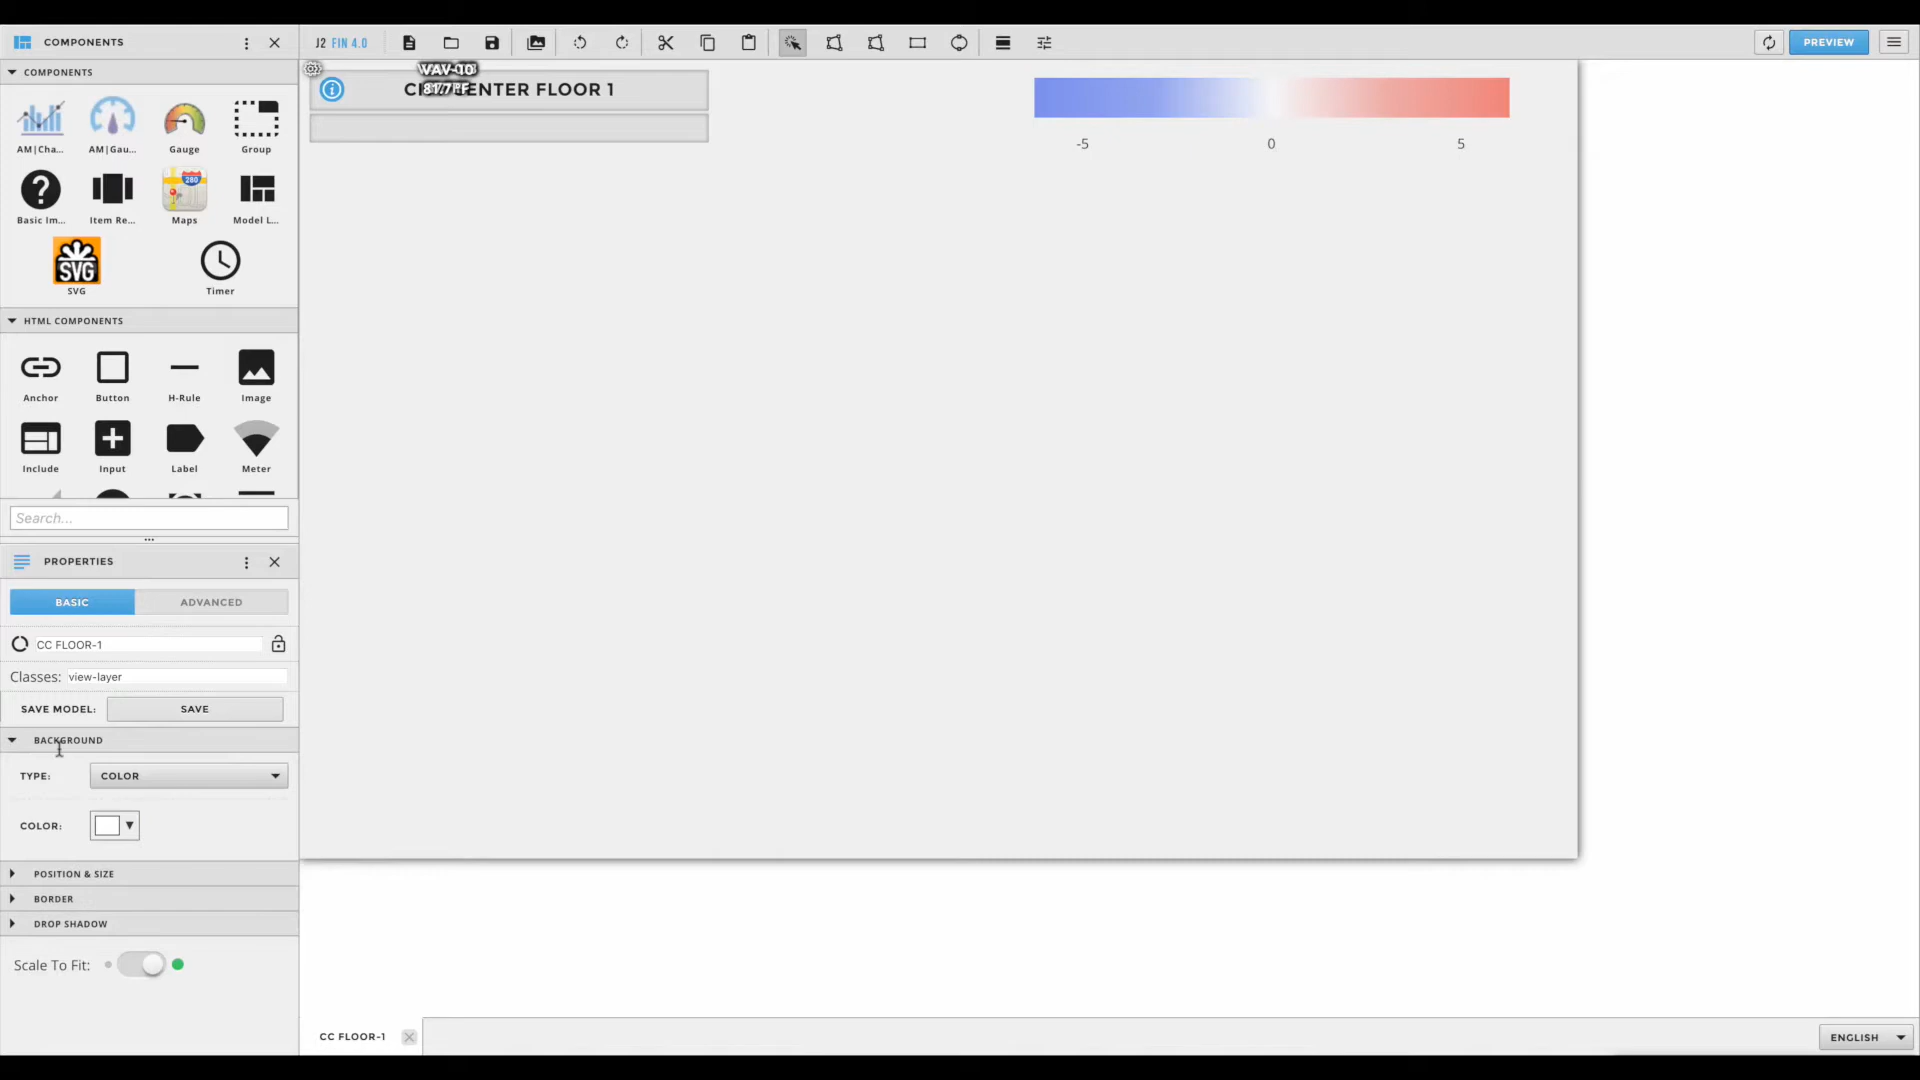 COMPONENTS
J2 FIN 4.0
PREVIEW
COMPONENTS
AM|Cha...
AM|Gau...
Gauge
Group
Basic Im...
Item Re...
280
Maps
Model L...
SVG
SVG
Timer
HTML COMPONENTS
Anchor
Button
H-Rule
Image
Include
Input
Label
Meter
Search...
PROPERTIES
BASIC
ADVANCED
CC FLOOR-1
Classes: view-layer
SAVE MODEL: SAVE
BACKGROUND
TYPE: COLOR
COLOR:
POSITION & SIZE
BORDER
DROP SHADOW
Scale To Fit:
ENTER FLOOR 1
-5
0
5
CC FLOOR-1
ENGLISH